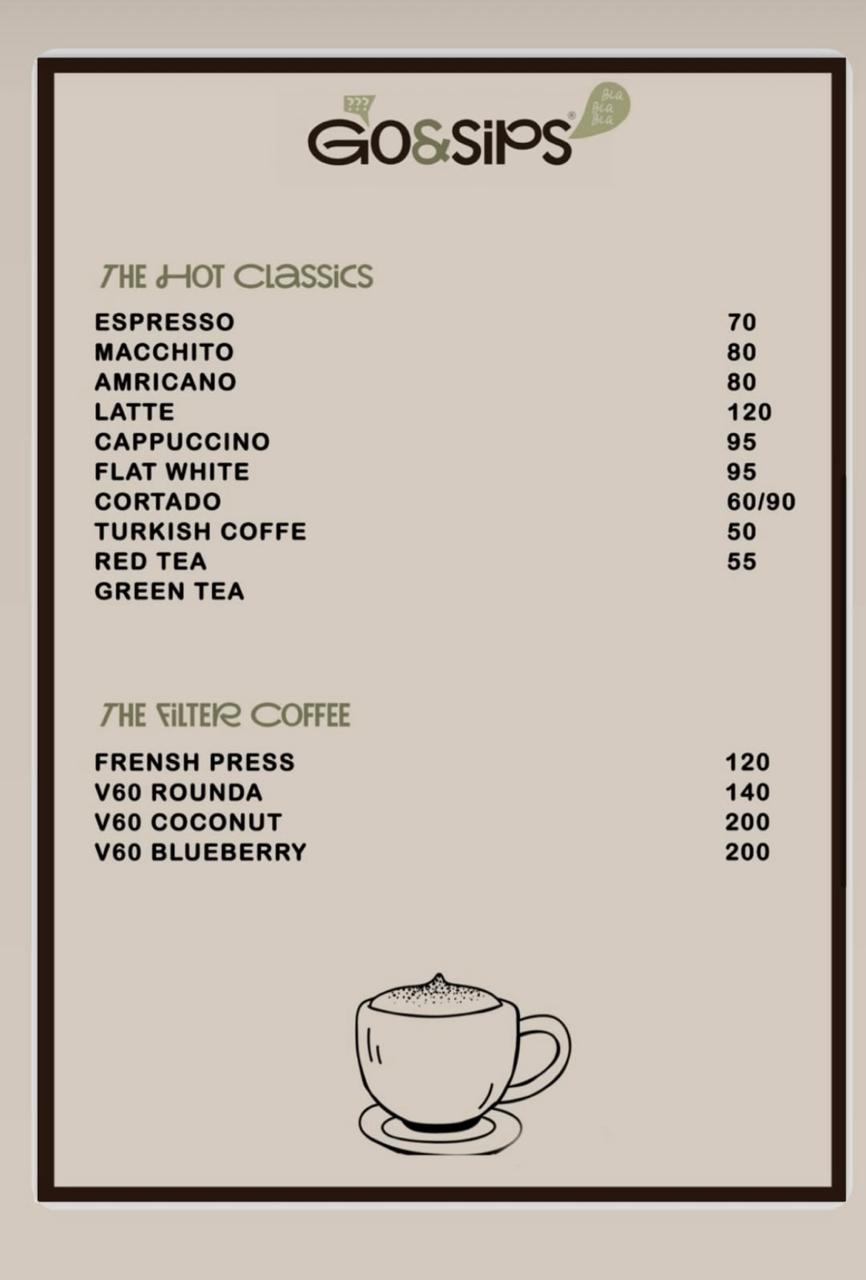 ???
GO&SiPS®
Bla
Bla
Bla
THE HOT Classics
ESPRESSO 70
MACCHITO 80
AMRICANO 80
LATTE 120
CAPPUCCINO 95
FLAT WHITE 95
CORTADO 60/90
TURKISH COFFE 50
RED TEA 55
GREEN TEA
THE FiLTER COFFEE
FRENSH PRESS 120
V60 ROUNDA 140
V60 COCONUT 200
V60 BLUEBERRY 200